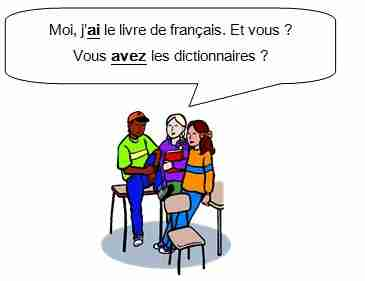 Moi, j'ai le livre de français. Et vous ?
Vous avez les dictionnaires ?